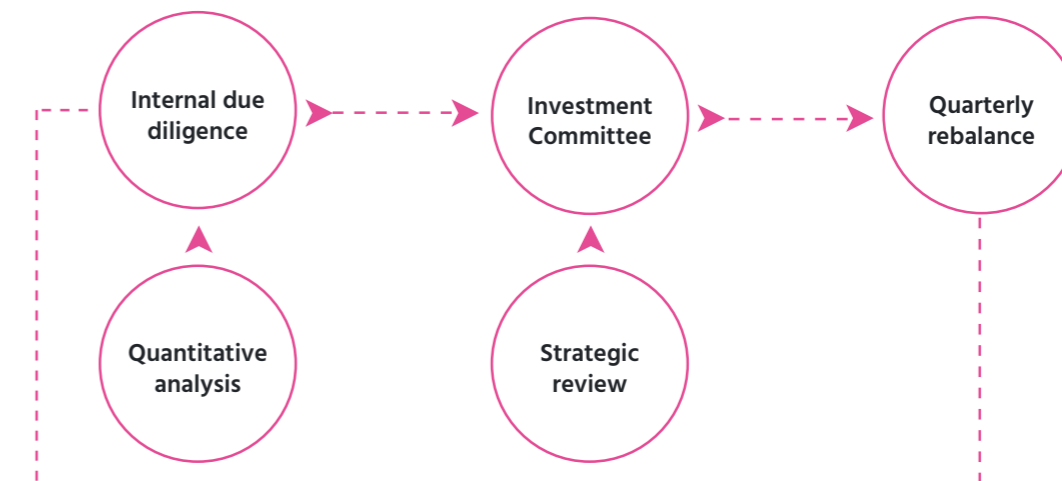 Internal due
diligence
Investment
Committee
Quarterly
rebalance
Quantitative
analysis
Strategic
review